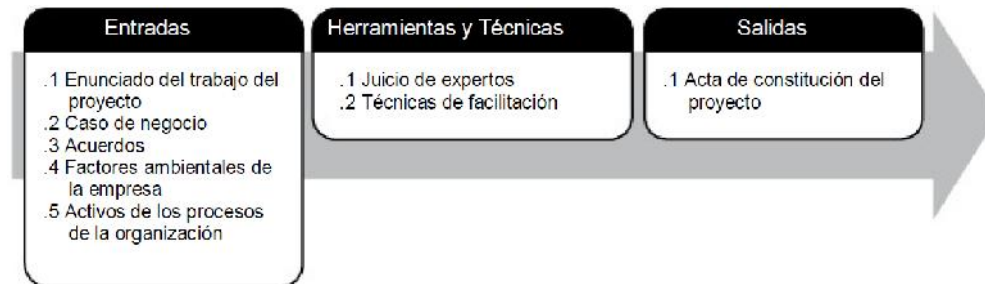 Entradas
.1 Enunciado del trabajo del
proyecto
.2 Caso de negocio
.3 Acuerdos
.4 Factores ambientales de
la empresa
.5 Activos de los procesos
de la organización
Herramientas y Técnicas
.1 Juicio de expertos
.2 Técnicas de facilitación
Salidas
.1 Acta de constitución del
proyecto